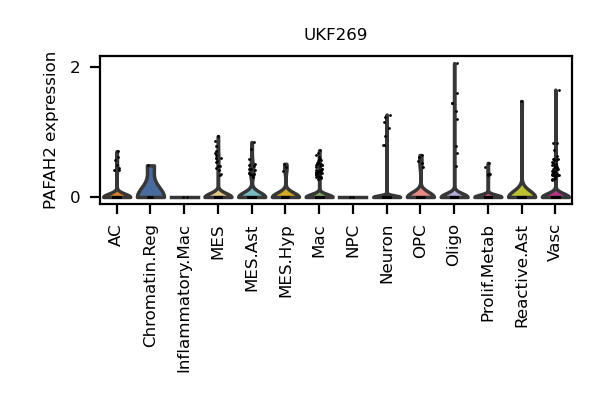 UKF269
PAFAH2 expression
2
0
AC
Chromatin.Reg
Inflammatory.Mac
MES
MES.Ast
MES.Hyp
Mac
NPC
Neuron
OPC
Oligo
Prolif.Metab
Reactive.Ast
Vasc